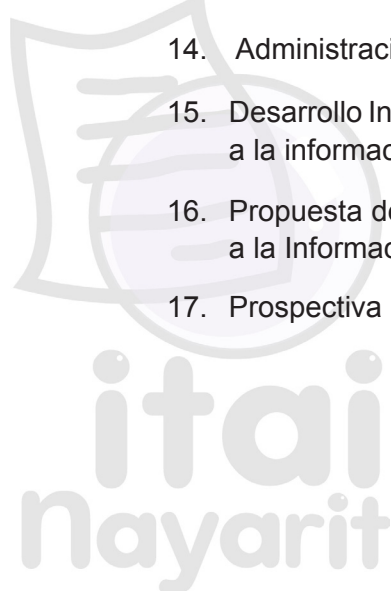 14. Administraci
15. Desarrollo In
a la informac
16. Propuesta d
a la Informac
17. Prospectiva
itai
nayarit